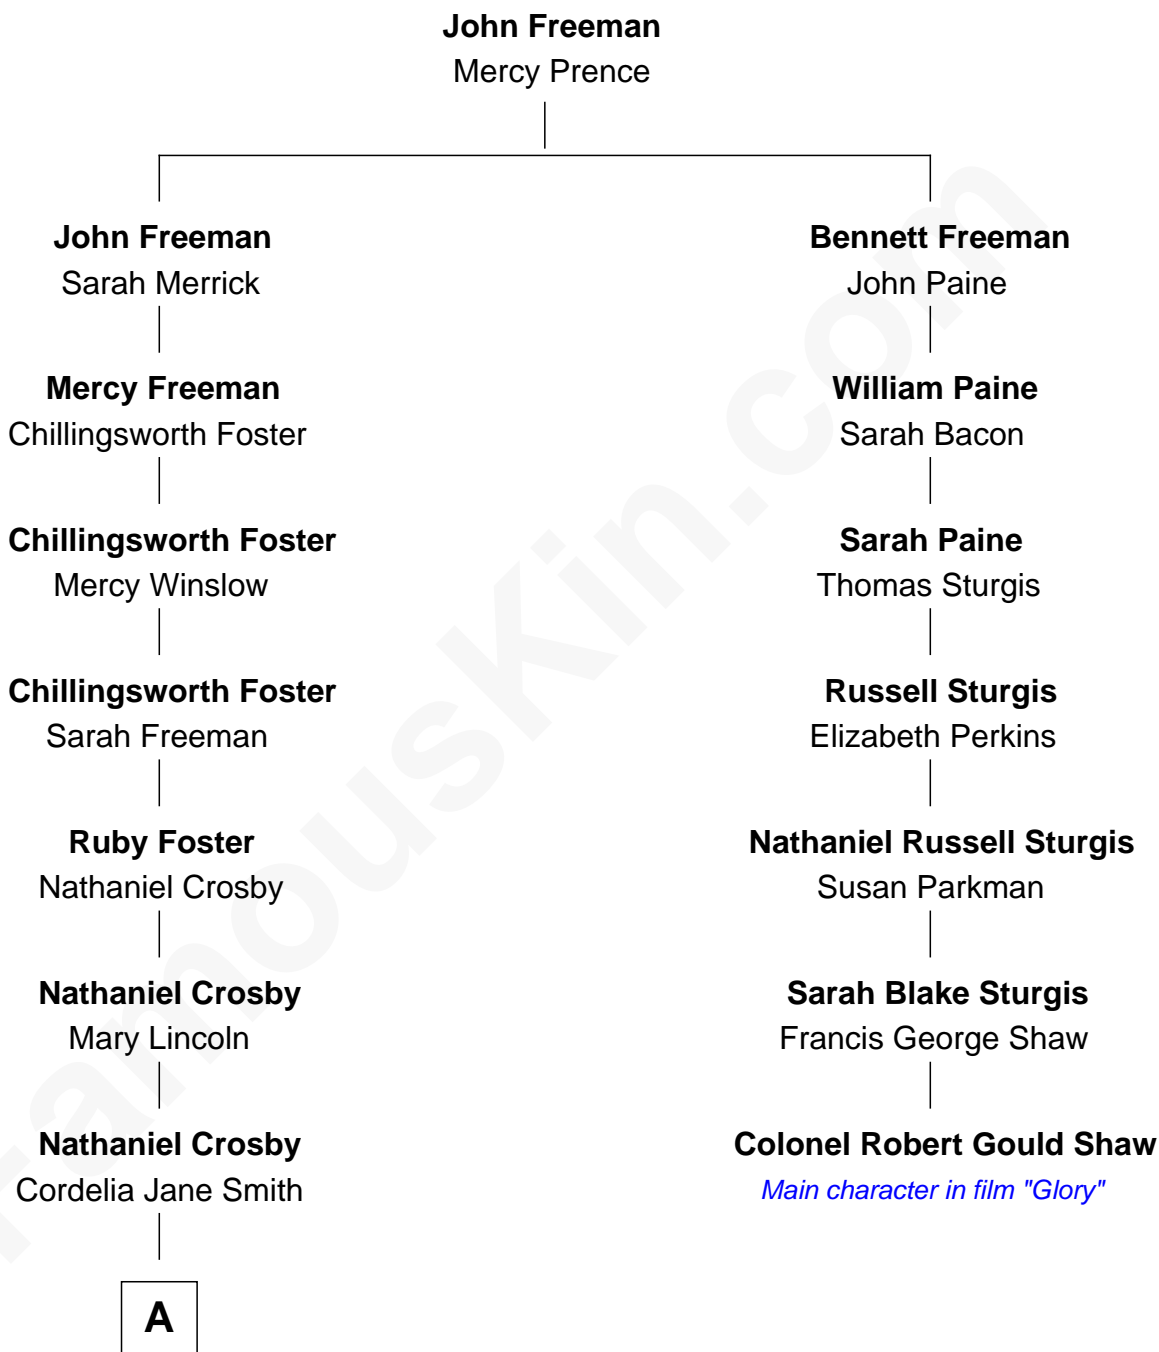 John Freeman
Mercy Prence
John Freeman
Sarah Merrick
Mercy Freeman
Chillingsworth Foster
Chillingsworth Foster
Mercy Winslow
Chillingsworth Foster
Sarah Freeman
Ruby Foster
Nathaniel Crosby
Nathaniel Crosby
Mary Lincoln
Nathaniel Crosby
Cordelia Jane Smith
A
Bennett Freeman
John Paine
William Paine
Sarah Bacon
Sarah Paine
Thomas Sturgis
Russell Sturgis
Elizabeth Perkins
Nathaniel Russell Sturgis
Susan Parkman
Sarah Blake Sturgis
Francis George Shaw
Colonel Robert Gould Shaw
Main character in film "Glory"
FamousKin.com